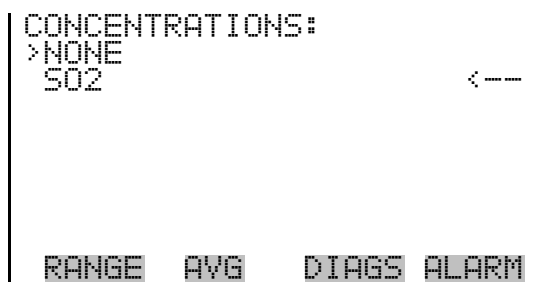 CONCENTRATIONS:
>NONE
SO2 <--
RANGE AVG DIAGS ALARM